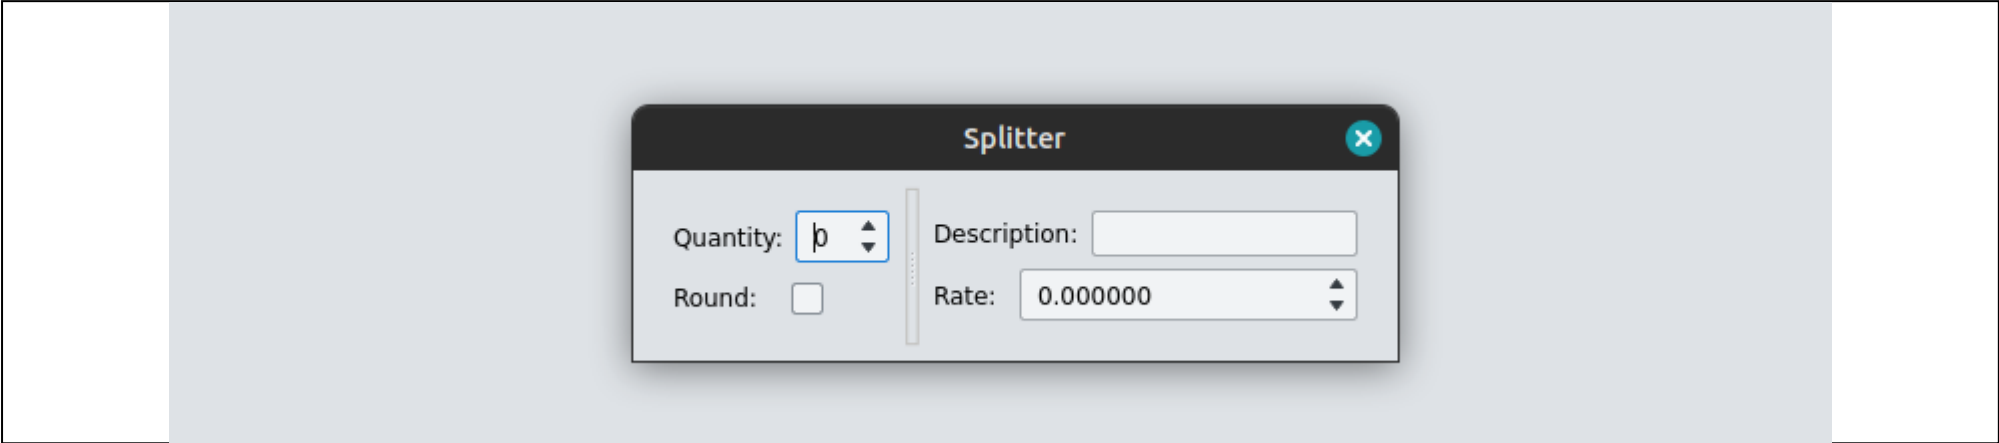 Splitter
Quantity: 0
Round:
Description:
Rate: 0.000000